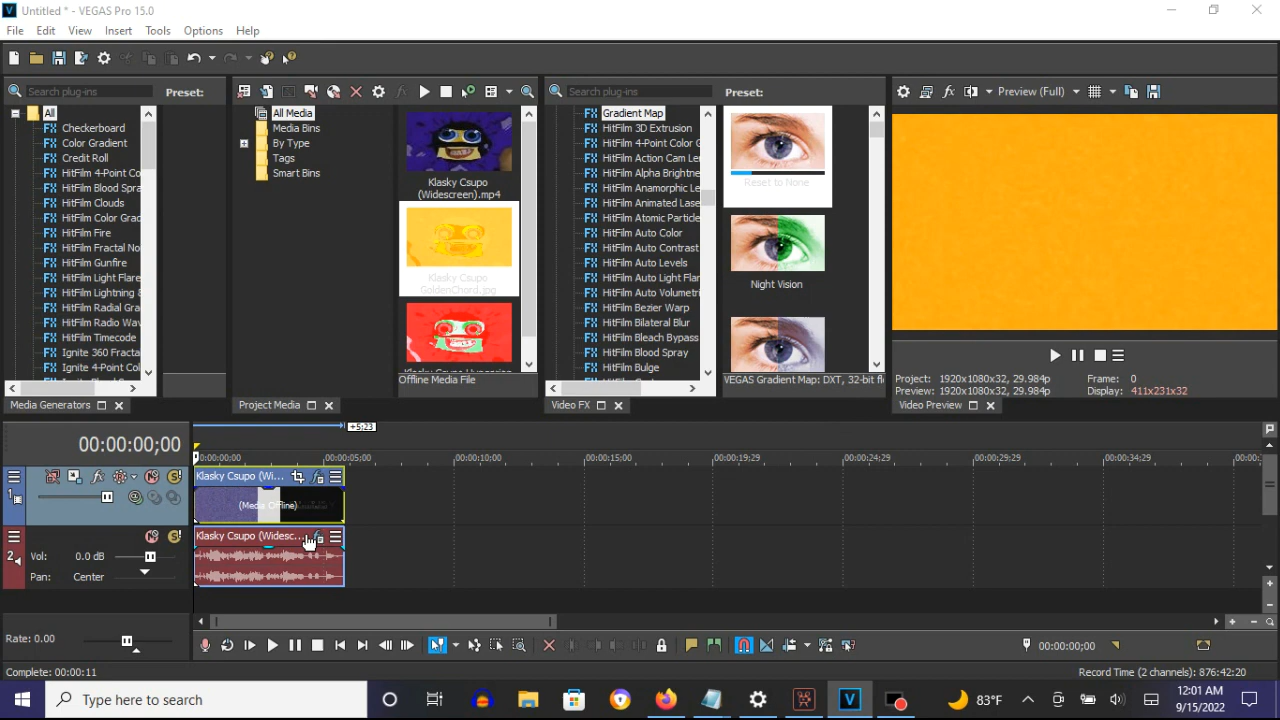 Untitled * - VEGAS Pro 15.0
File Edit View Insert Tools Options Help
Search plug-ins
Preset:
All
Checkerboard
Color Gradient
Credit Roll
HitFilm 4-Point Co
HitFilm Blood Spra
HitFilm Clouds
HitFilm Color Grad
HitFilm Fire
HitFilm Fractal No
HitFilm Gunfire
HitFilm Light Flare
HitFilm Lightning &
HitFilm Radial Gra
HitFilm Radio Wav
HitFilm Timecode
Ignite 360 Fracta
Ignite 4-Point Col
Media Generators
All Media
Media Bins
By Type
Tags
Smart Bins
Klasky Csupo
(Widescreen).mp4
Klasky Csupo
GoldenChord.jpg
Offline Media File
Project Media
Search plug-ins
Preset:
Gradient Map
HitFilm 3D Extrusion
HitFilm 4-Point Color G
HitFilm Action Cam Len
HitFilm Alpha Brightne
HitFilm Anamorphic Le
HitFilm Animated Lase
HitFilm Atomic Particle
HitFilm Auto Color
HitFilm Auto Contrast
HitFilm Auto Levels
HitFilm Auto Light Flar
HitFilm Auto Volumetri
HitFilm Bezier Warp
HitFilm Bilateral Blur
HitFilm Bleach Bypass
HitFilm Blood Spray
HitFilm Bulge
Reset to None
Night Vision
VEGAS Gradient Map: DXT, 32-bit fl
Video FX
Preview (Full)
Project: 1920x1080x32, 29.984p
Preview: 1920x1080x32, 29.984p
Frame: 0
Display: 411x231x32
Video Preview
00:00:00;00
+5;23
00:00:00;00 00:00:05;00 00:00:10;00 00:00:15;00 00:00:19;29 00:00:24;29 00:00:29;29 00:00:34;29 00:00:
1
Klasky Csupo (Wi...
(Media Offline)
2
Klasky Csupo (Widesc...
Vol: 0.0 dB
Pan: Center
Rate: 0.00
00:00:00;00
Complete: 00:00:11
Record Time (2 channels): 876:42:20
Type here to search
83°F
12:01 AM
9/15/2022